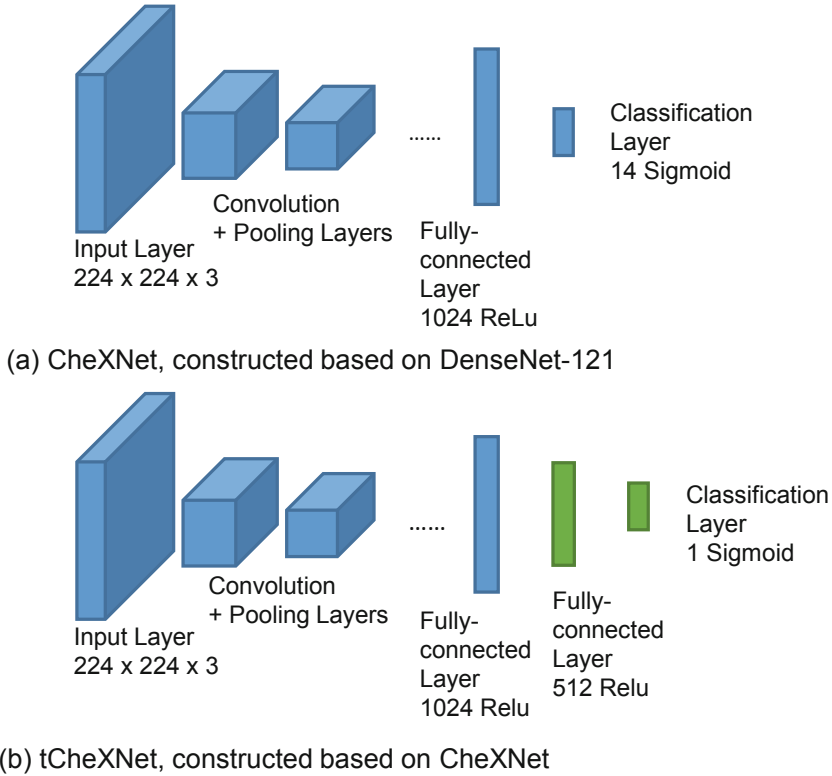 Classification
Layer
14 Sigmoid
......
Convolution
+ Pooling Layers
Input Layer
224 x 224 x 3
Fully-
connected
Layer
1024 ReLu
(a) CheXNet, constructed based on DenseNet-121
Classification
Layer
1 Sigmoid
......
Convolution
+ Pooling Layers
Input Layer
224 x 224 x 3
Fully-
connected
Layer
1024 Relu
Fully-
connected
Layer
512 Relu
(b) tCheXNet, constructed based on CheXNet